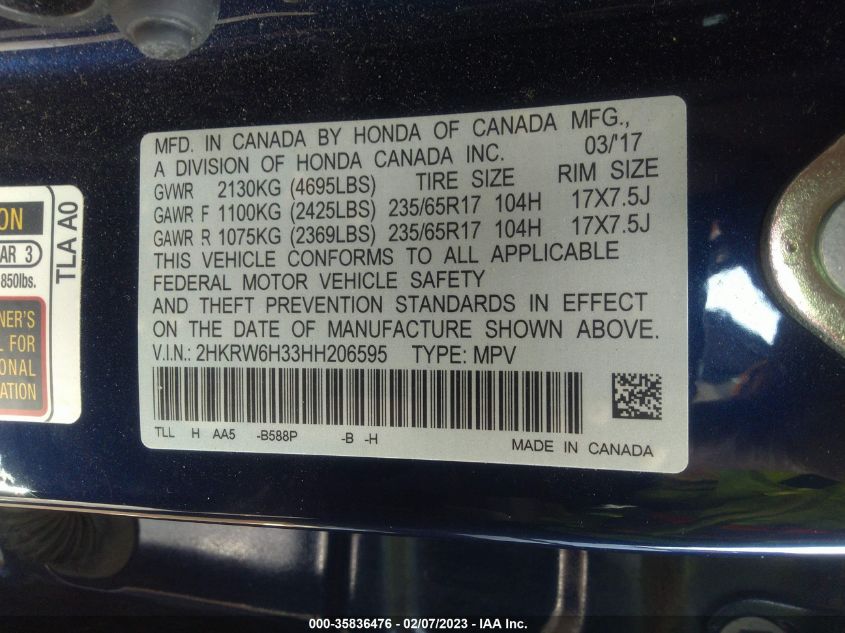 MFD. IN CANADA BY HONDA OF CANADA MFG.,
A DIVISION OF HONDA CANADA INC. 03/'17
GVWR 2130KG (4695LBS) TIRE SIZE RIM SIZE
GAWR F 1100KG (2425LBS) 235/65R17 104H 17X7.5J
GAWR R 1075KG (2369LBS) 235/65R17 104H 17X7.5J
THIS VEHICLE CONFORMS TO ALL APPLICABLE
FEDERAL MOTOR VEHICLE SAFETY
AND THEFT PREVENTION STANDARDS IN EFFECT
ON THE DATE OF MANUFACTURE SHOWN ABOVE.
V.I.N.: 2HKRW6H33HH206595 TYPE: MPV
TLL H AA5 -B588P -B -H
MADE IN CANADA
ION
AR 3
850lbs.
NER'S
L FOR
IONAL
ATION
TLA A0
000-35836476 — 02/07/2023 — IAA Inc.